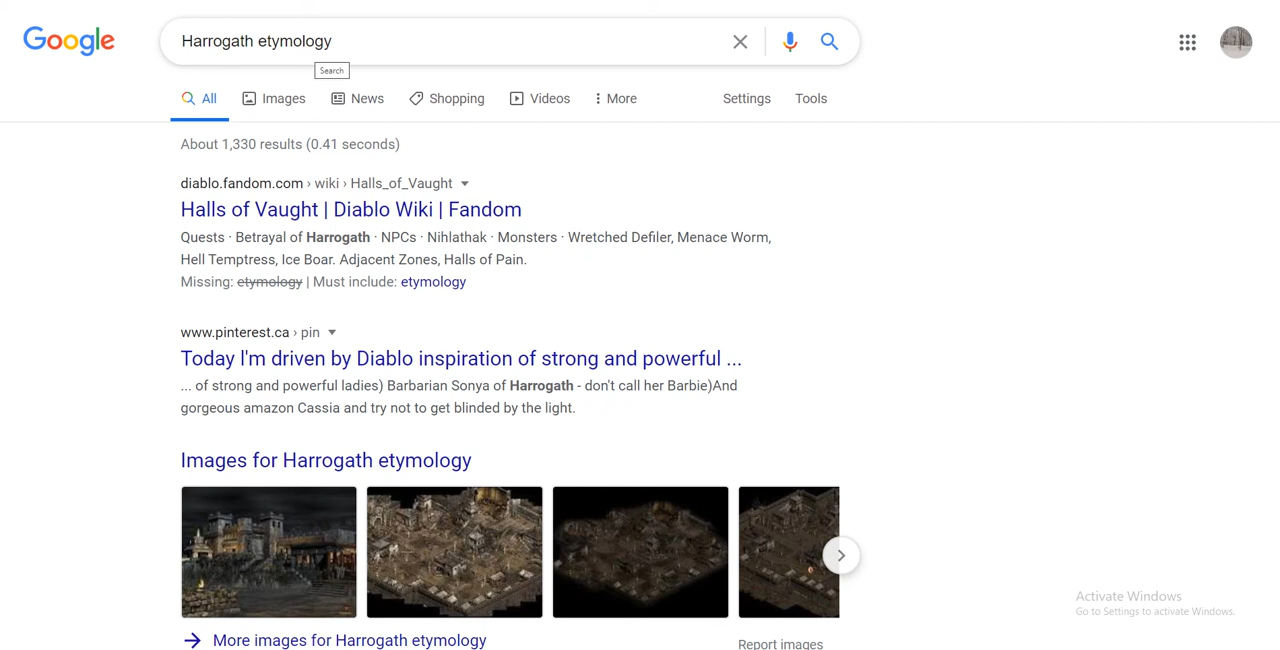 Google
Harrogath etymology
Search
All
Images
News
Shopping
Videos
More
Settings
Tools
About 1,330 results (0.41 seconds)
diablo.fandom.com › wiki › Halls_of_Vaught
Halls of Vaught | Diablo Wiki | Fandom
Quests · Betrayal of Harrogath · NPCs · Nihlathak · Monsters · Wretched Defiler, Menace Worm,
Hell Temptress, Ice Boar. Adjacent Zones, Halls of Pain.
Missing: etymology | Must include: etymology
www.pinterest.ca › pin
Today I'm driven by Diablo inspiration of strong and powerful ...
... of strong and powerful ladies) Barbarian Sonya of Harrogath - don't call her Barbie)And
gorgeous amazon Cassia and try not to get blinded by the light.
Images for Harrogath etymology
More images for Harrogath etymology
Report images
Activate Windows
Go to Settings to activate Windows.